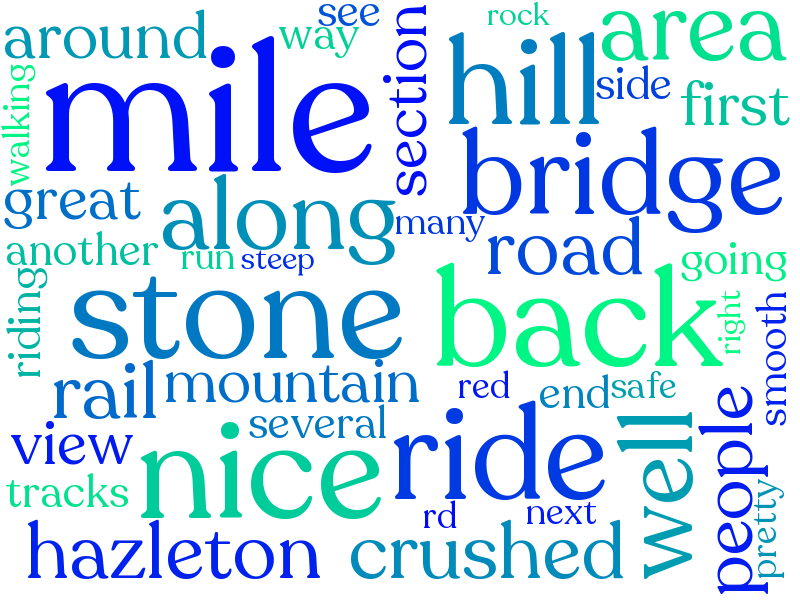 see
rock
around
way
section
area
mile
hill
side
first
walking
bridge
great
along
many
road
another
run
steep
going
riding
stone
back
right
smooth
rail
mountain
red
end
safe
people
view
several
ride
well
nice
tracks
rd
next
pretty
hazleton
crushed